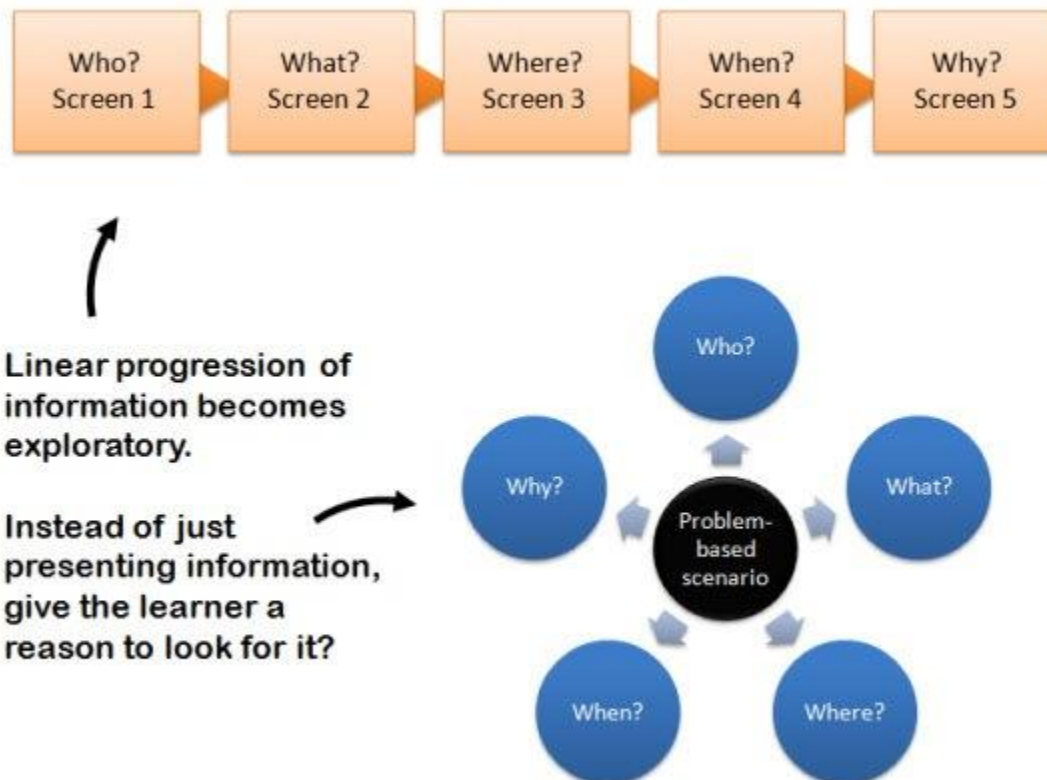 Who?
Screen 1
What?
Screen 2
Where?
Screen 3
When?
Screen 4
Why?
Screen 5
Linear progression of
information becomes
exploratory.
Instead of just
presenting information,
give the learner a
reason to look for it?
Who?
What?
Where?
When?
Why?
Problem-
based
scenario